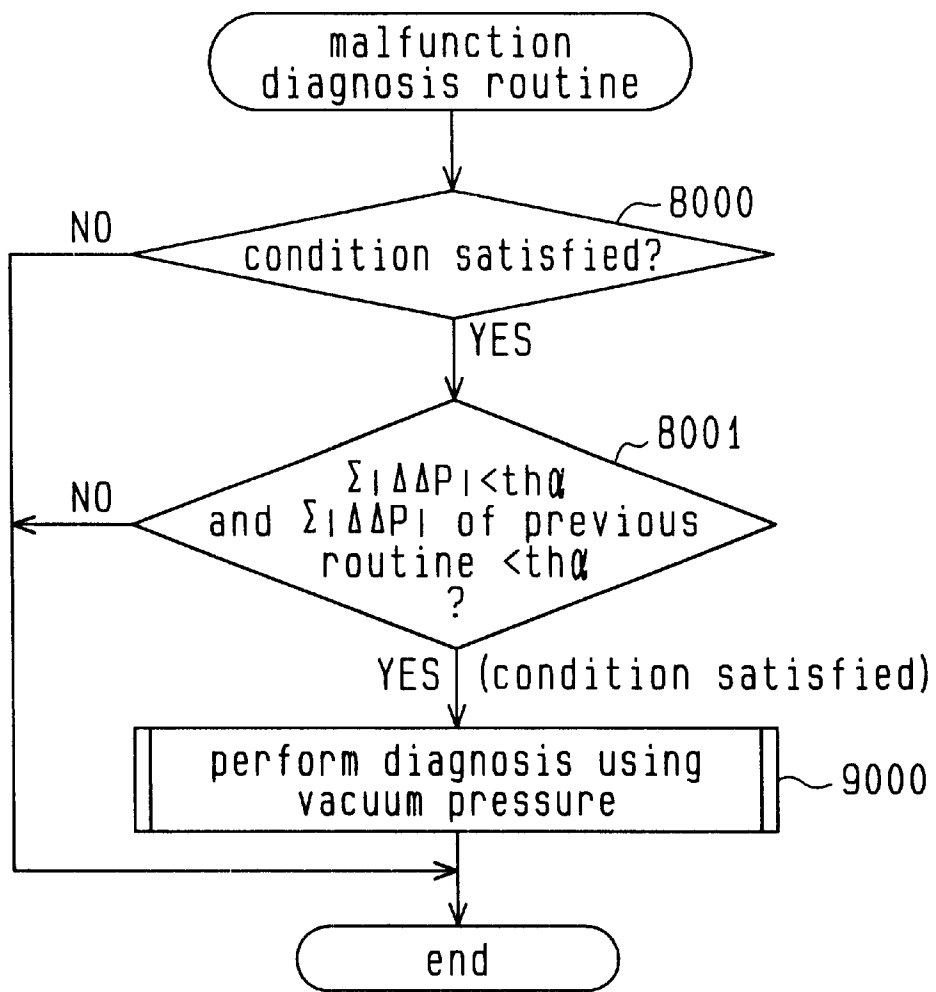 malfunction
diagnosis routine
8000
NO
condition satisfied?
YES
8001
Σ|ΔΔP|<thα
NO
and Σ|ΔΔP| of previous
routine <thα
?
YES (condition satisfied)
perform diagnosis using
vacuum pressure
9000
end